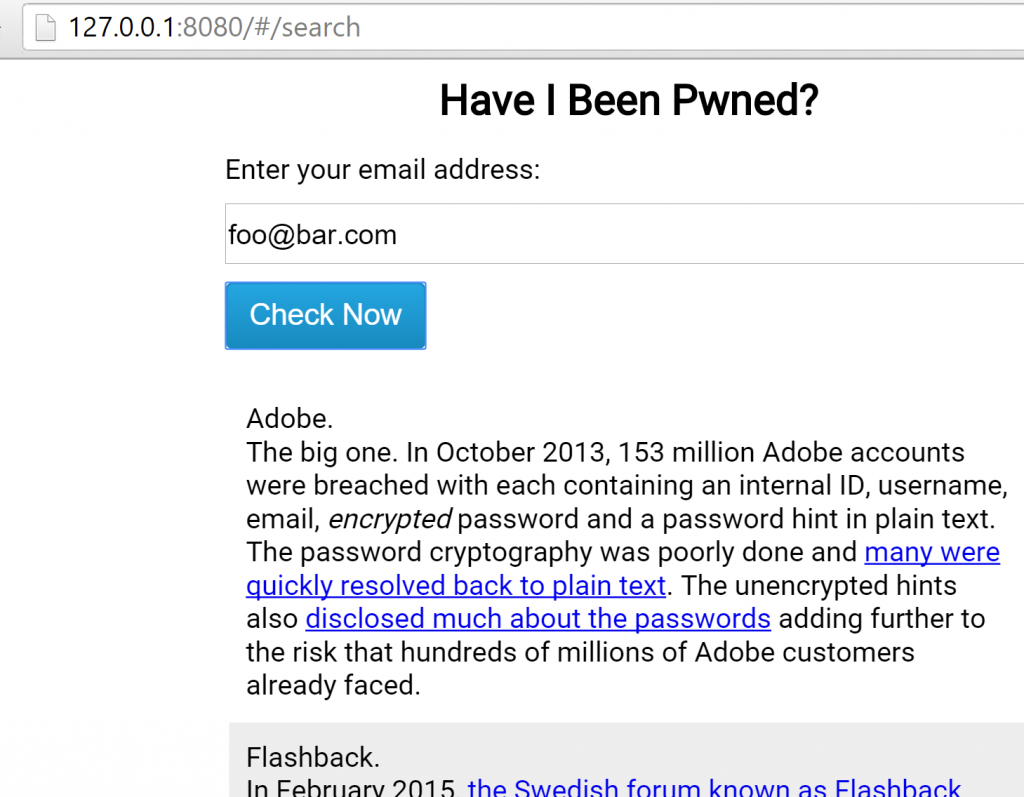 127.0.0.1:8080/#/search
Have I Been Pwned?
Enter your email address:
foo@bar.com
Check Now
Adobe.
The big one. In October 2013, 153 million Adobe accounts
were breached with each containing an internal ID, username,
email, encrypted password and a password hint in plain text.
The password cryptography was poorly done and many were
quickly resolved back to plain text. The unencrypted hints
also disclosed much about the passwords adding further to
the risk that hundreds of millions of Adobe customers
already faced.
Flashback.
In February 2015, the Swedish forum known as Flashback